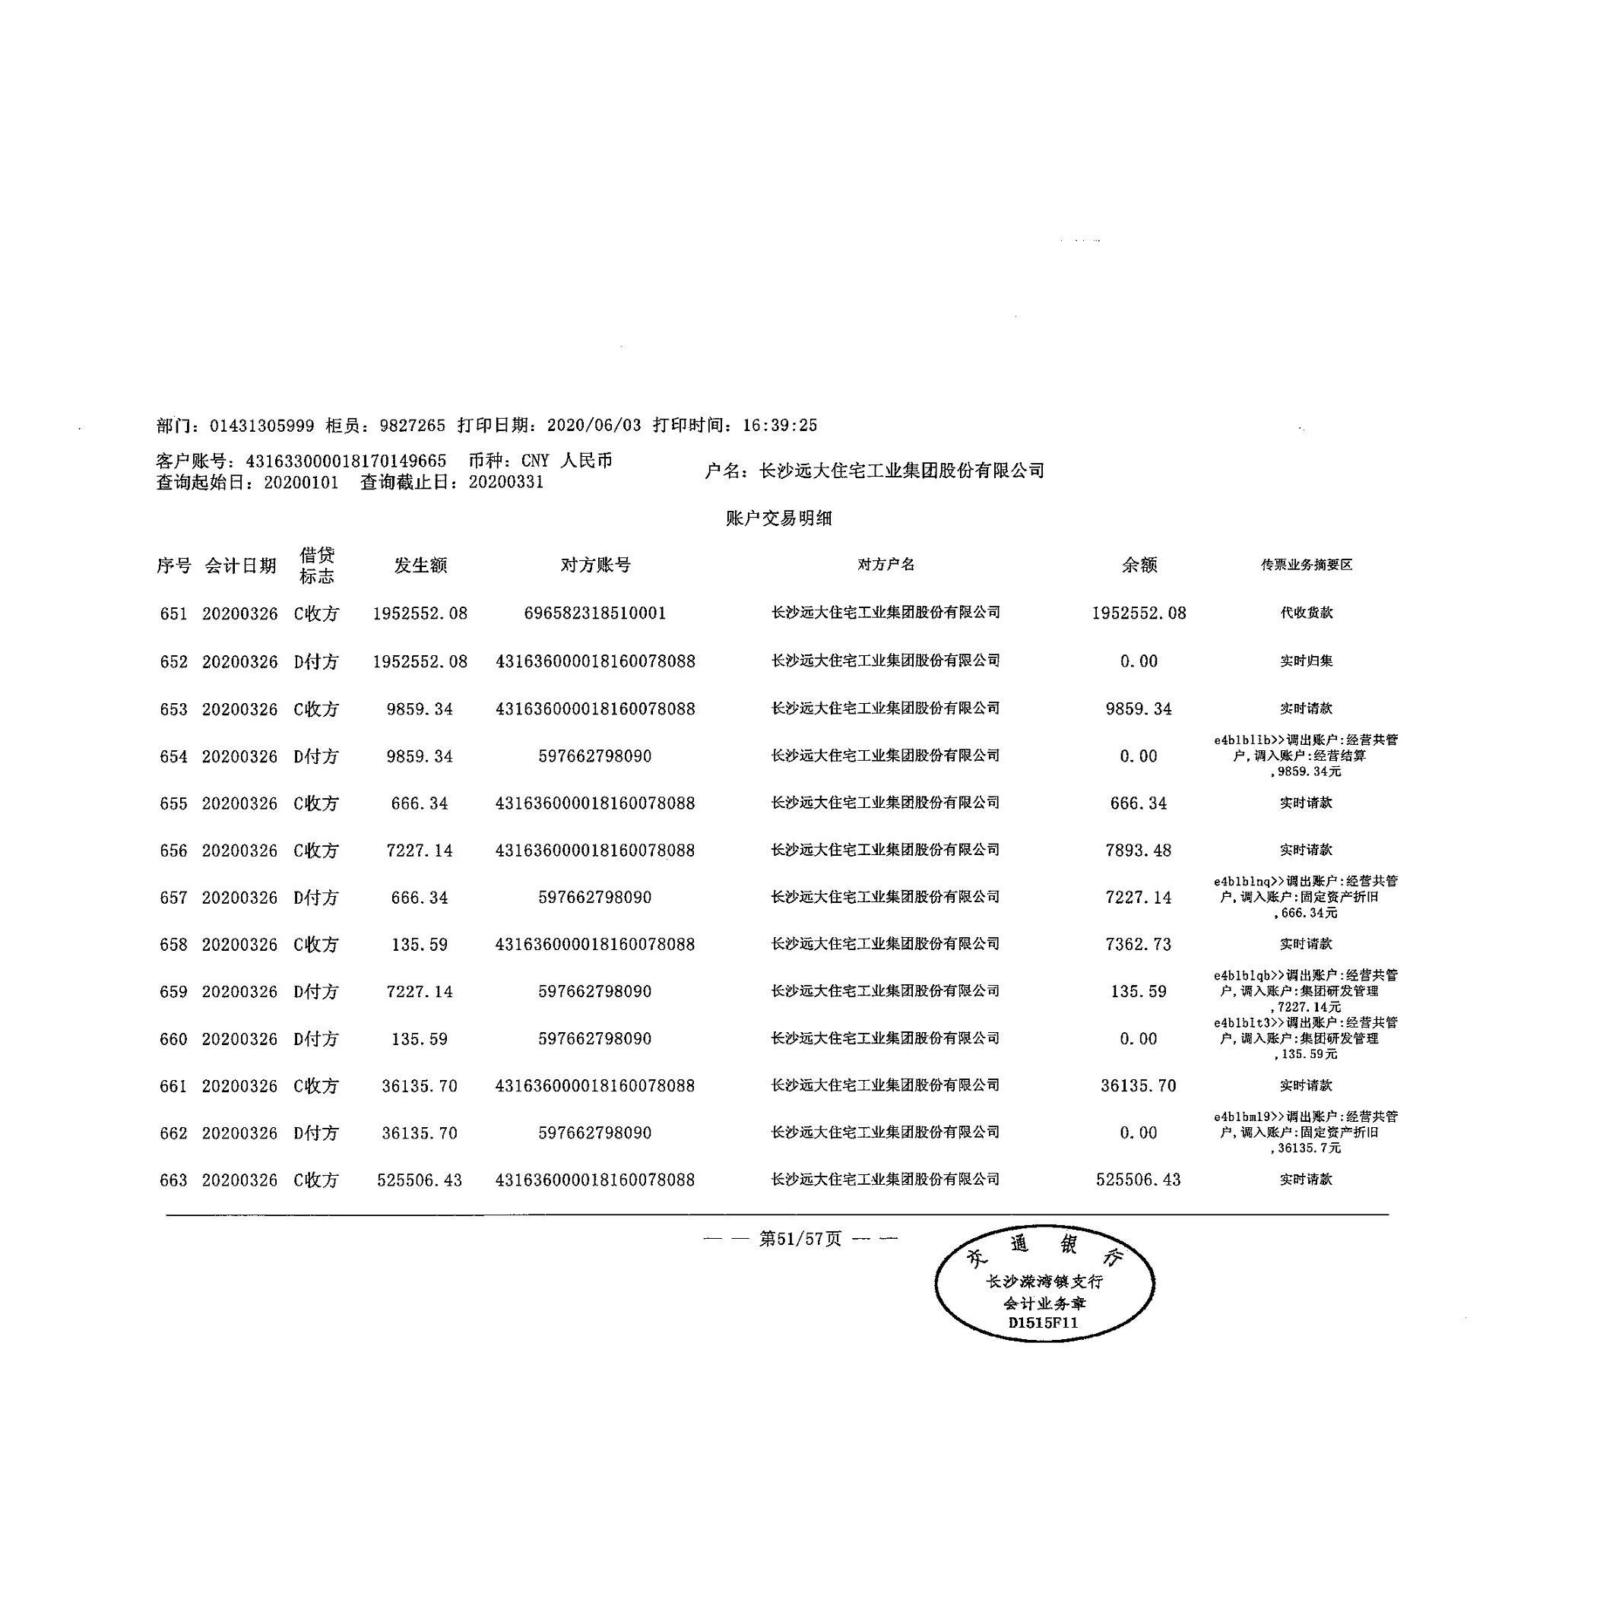 部门: 01431305999 柜员: 9827265 打印日期: 2020/06/03 打印时间: 16:39:25
客户账号: 431633000018170149665 币种: CNY 人民币
户名: 长沙远大住宅工业集团股份有限公司
查询起始日: 20200101 查询截止日: 20200331
账户交易明细
序号 会计日期 借贷标志 发生额 对方账号 对方户名 余额 传票业务摘要区
651 20200326 C收方 1952552.08 696582318510001 长沙远大住宅工业集团股份有限公司 1952552.08 代收货款
652 20200326 D付方 1952552.08 431636000018160078088 长沙远大住宅工业集团股份有限公司 0.00 实时归集
653 20200326 C收方 9859.34 431636000018160078088 长沙远大住宅工业集团股份有限公司 9859.34 实时请款
654 20200326 D付方 9859.34 597662798090 长沙远大住宅工业集团股份有限公司 0.00 e4b1b1lb>>调出账户:经营共管户,调入账户:经营结算,9859.34元
655 20200326 C收方 666.34 431636000018160078088 长沙远大住宅工业集团股份有限公司 666.34 实时请款
656 20200326 C收方 7227.14 431636000018160078088 长沙远大住宅工业集团股份有限公司 7893.48 实时请款
657 20200326 D付方 666.34 597662798090 长沙远大住宅工业集团股份有限公司 7227.14 e4b1b1nq>>调出账户:经营共管户,调入账户:固定资产折旧,666.34元
658 20200326 C收方 135.59 431636000018160078088 长沙远大住宅工业集团股份有限公司 7362.73 实时请款
659 20200326 D付方 7227.14 597662798090 长沙远大住宅工业集团股份有限公司 135.59 e4b1b1qb>>调出账户:经营共管户,调入账户:集团研发管理,7227.14元
660 20200326 D付方 135.59 597662798090 长沙远大住宅工业集团股份有限公司 0.00 e4b1b1t3>>调出账户:经营共管户,调入账户:集团研发管理,135.59元
661 20200326 C收方 36135.70 431636000018160078088 长沙远大住宅工业集团股份有限公司 36135.70 实时请款
662 20200326 D付方 36135.70 597662798090 长沙远大住宅工业集团股份有限公司 0.00 e4b1bm19>>调出账户:经营共管户,调入账户:固定资产折旧,36135.7元
663 20200326 C收方 525506.43 431636000018160078088 长沙远大住宅工业集团股份有限公司 525506.43 实时请款
— — 第51/57页 — —
交通银行
长沙溁湾镇支行
会计业务章
D1515F11